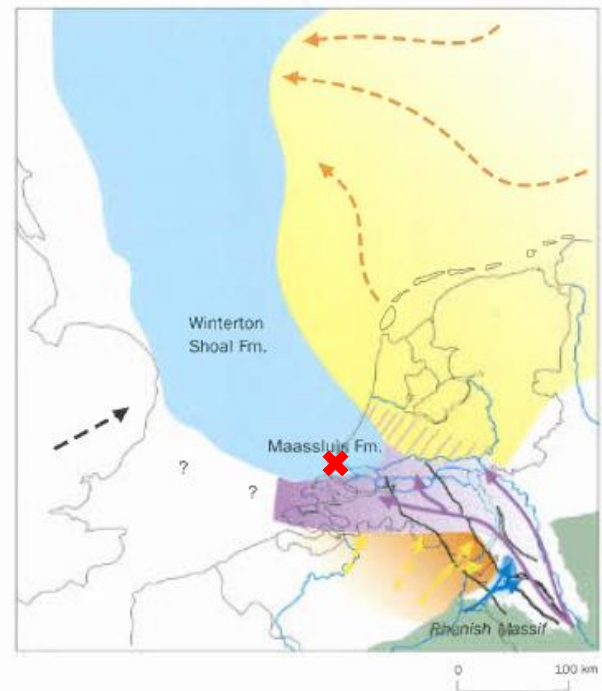 Winterton
Shoal Fm.
Maassluis Fm.
?
?
Rhenish Massif
0 100 km